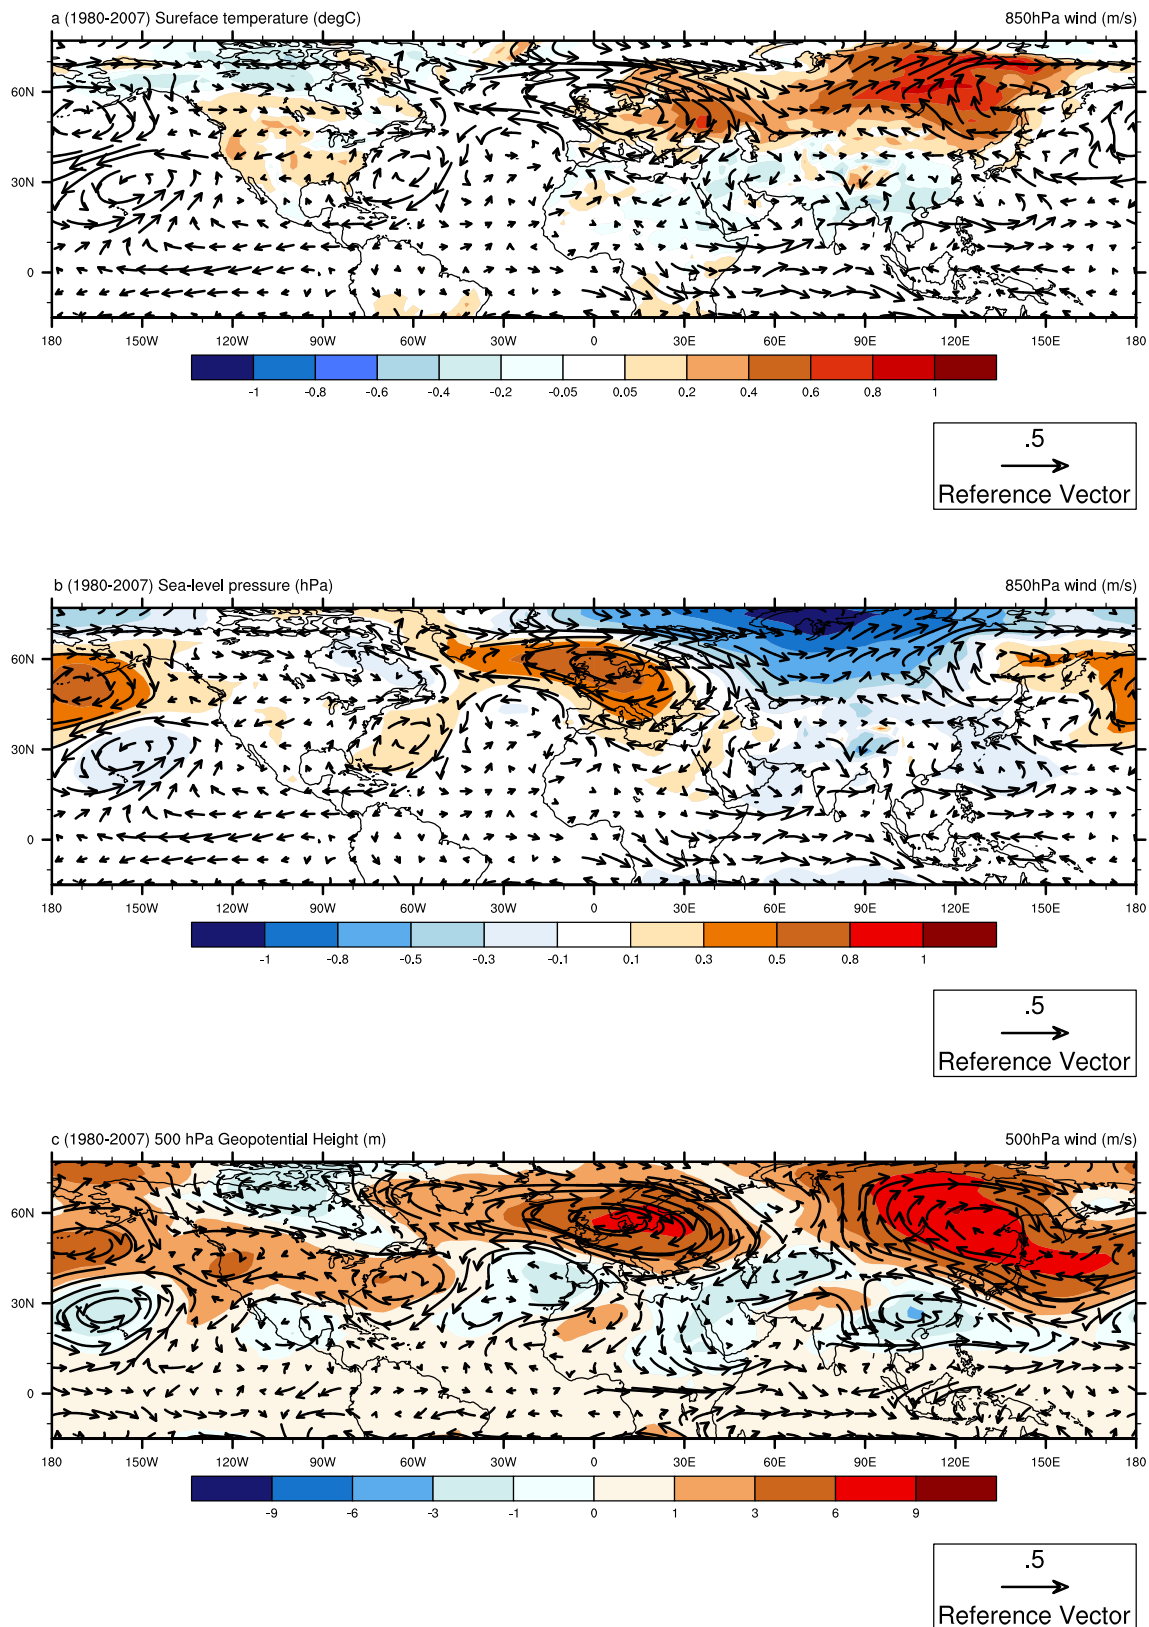 a (1980-2007) Sureface temperature (degC) 850hPa wind (m/s)
60N
30N
0
180 150W 120W 90W 60W 30W 0 30E 60E 90E 120E 150E 180
-1 -0.8 -0.6 -0.4 -0.2 -0.05 0.05 0.2 0.4 0.6 0.8 1
.5
Reference Vector
b (1980-2007) Sea-level pressure (hPa) 850hPa wind (m/s)
60N
30N
0
180 150W 120W 90W 60W 30W 0 30E 60E 90E 120E 150E 180
-1 -0.8 -0.5 -0.3 -0.1 0.1 0.3 0.5 0.8 1
.5
Reference Vector
c (1980-2007) 500 hPa Geopotential Height (m) 500hPa wind (m/s)
60N
30N
0
180 150W 120W 90W 60W 30W 0 30E 60E 90E 120E 150E 180
-9 -6 -3 -1 0 1 3 6 9
.5
Reference Vector